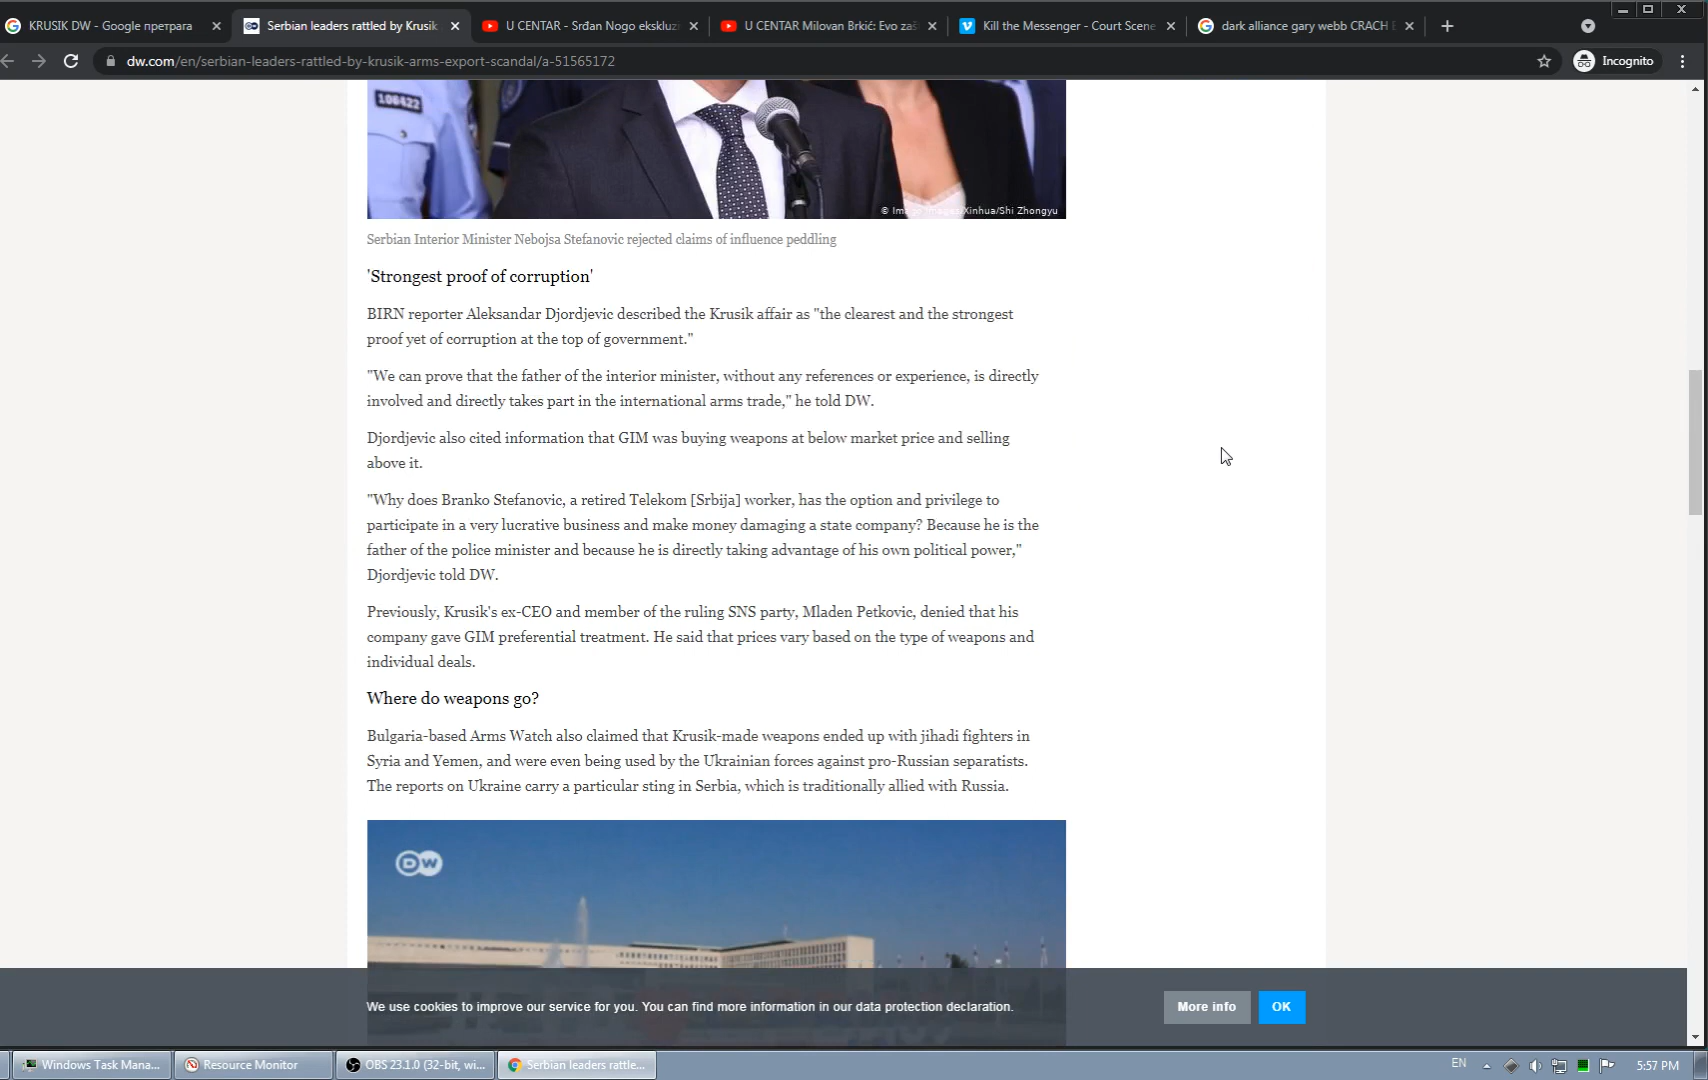 KRUSIK DW - Google претрага
Serbian leaders rattled by Krusik
U CENTAR - Srđan Nogo ekskluzi
U CENTAR Milovan Brkić: Evo zaš
Kill the Messenger - Court Scene
dark alliance gary webb CRACH
dw.com/en/serbian-leaders-rattled-by-krusik-arms-export-scandal/a-51565172
Incognito
106422
© Imago Images/Xinhua/Shi Zhongyu
Serbian Interior Minister Nebojsa Stefanovic rejected claims of influence peddling
'Strongest proof of corruption'
BIRN reporter Aleksandar Djordjevic described the Krusik affair as "the clearest and the strongest
proof yet of corruption at the top of government."
"We can prove that the father of the interior minister, without any references or experience, is directly
involved and directly takes part in the international arms trade," he told DW.
Djordjevic also cited information that GIM was buying weapons at below market price and selling
above it.
"Why does Branko Stefanovic, a retired Telekom [Srbija] worker, has the option and privilege to
participate in a very lucrative business and make money damaging a state company? Because he is the
father of the police minister and because he is directly taking advantage of his own political power,"
Djordjevic told DW.
Previously, Krusik's ex-CEO and member of the ruling SNS party, Mladen Petkovic, denied that his
company gave GIM preferential treatment. He said that prices vary based on the type of weapons and
individual deals.
Where do weapons go?
Bulgaria-based Arms Watch also claimed that Krusik-made weapons ended up with jihadi fighters in
Syria and Yemen, and were even being used by the Ukrainian forces against pro-Russian separatists.
The reports on Ukraine carry a particular sting in Serbia, which is traditionally allied with Russia.
DW
We use cookies to improve our service for you. You can find more information in our data protection declaration.
More info
OK
Windows Task Mana...
Resource Monitor
OBS 23.1.0 (32-bit, wi...
Serbian leaders rattle...
EN
5:57 PM